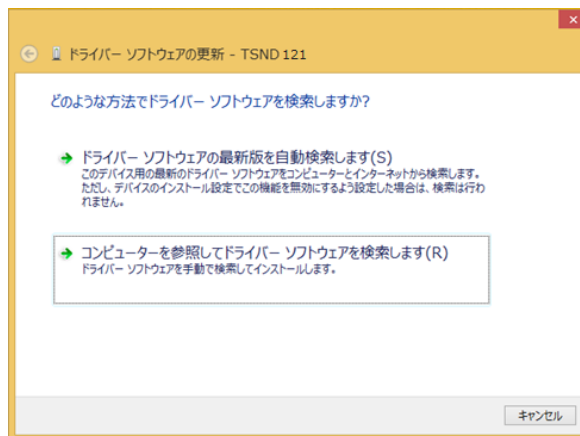 ドライバー ソフトウェアの更新 - TSND 121
どのような方法でドライバー ソフトウェアを検索しますか?
ドライバー ソフトウェアの最新版を自動検索します(S)
このデバイス用の最新のドライバー ソフトウェアをコンピューターとインターネットから検索します。
ただし、デバイスのインストール設定でこの機能を無効にするよう設定した場合は、検索は行わ
れません。
コンピューターを参照してドライバー ソフトウェアを検索します(R)
ドライバー ソフトウェアを手動で検索してインストールします。
キャンセル